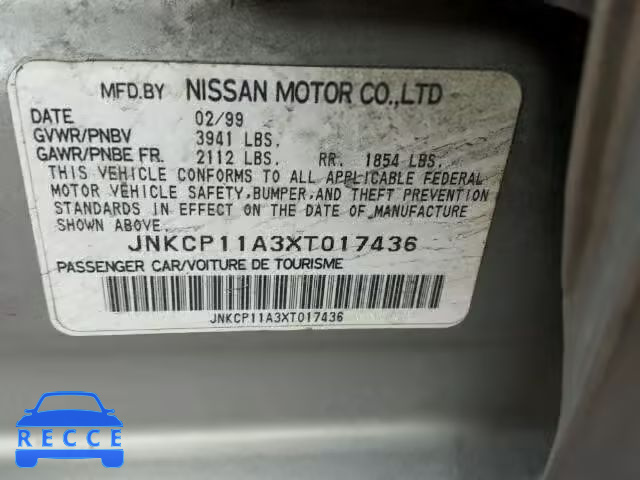 MFD.BY NISSAN MOTOR CO.,LTD
DATE 02/99
GVWR/PNBV 3941 LBS.
GAWR/PNBE FR. 2112 LBS. RR. 1854 LBS.
THIS VEHICLE CONFORMS TO ALL APPLICABLE FEDERAL
MOTOR VEHICLE SAFETY,BUMPER,AND THEFT PREVENTION
STANDARDS IN EFFECT ON THE DATE OF MANUFACTURE
SHOWN ABOVE.
JNKCP11A3XT017436
PASSENGER CAR/VOITURE DE TOURISME
JNKCP11A3XT017436
RECCE